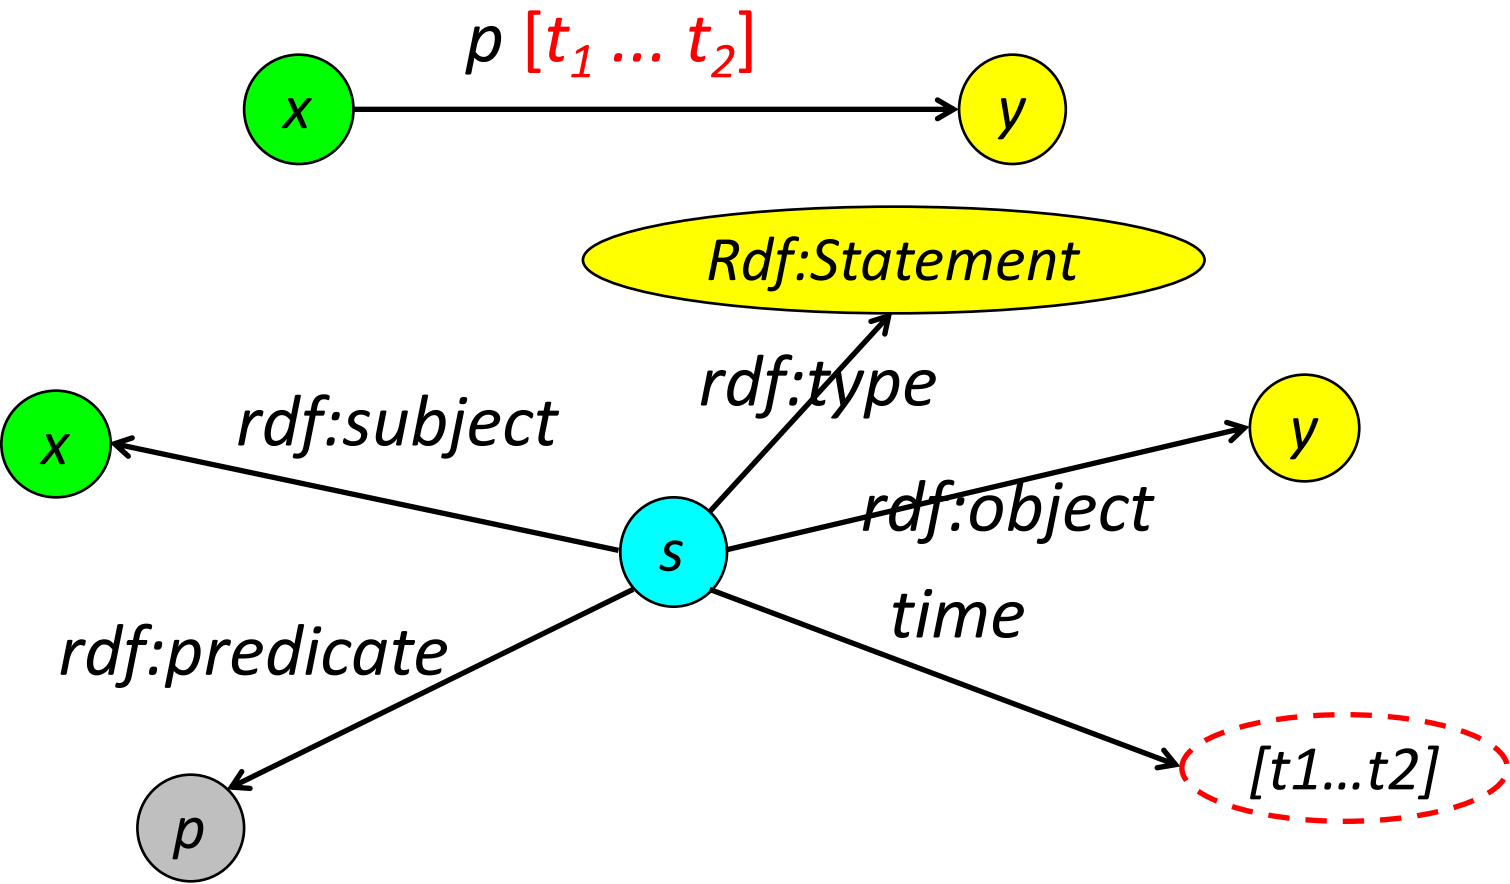 p [t1 ... t2]
x
y
Rdf:Statement
rdf:type
rdf:subject
x
y
rdf:object
s
time
rdf:predicate
[t1...t2]
p